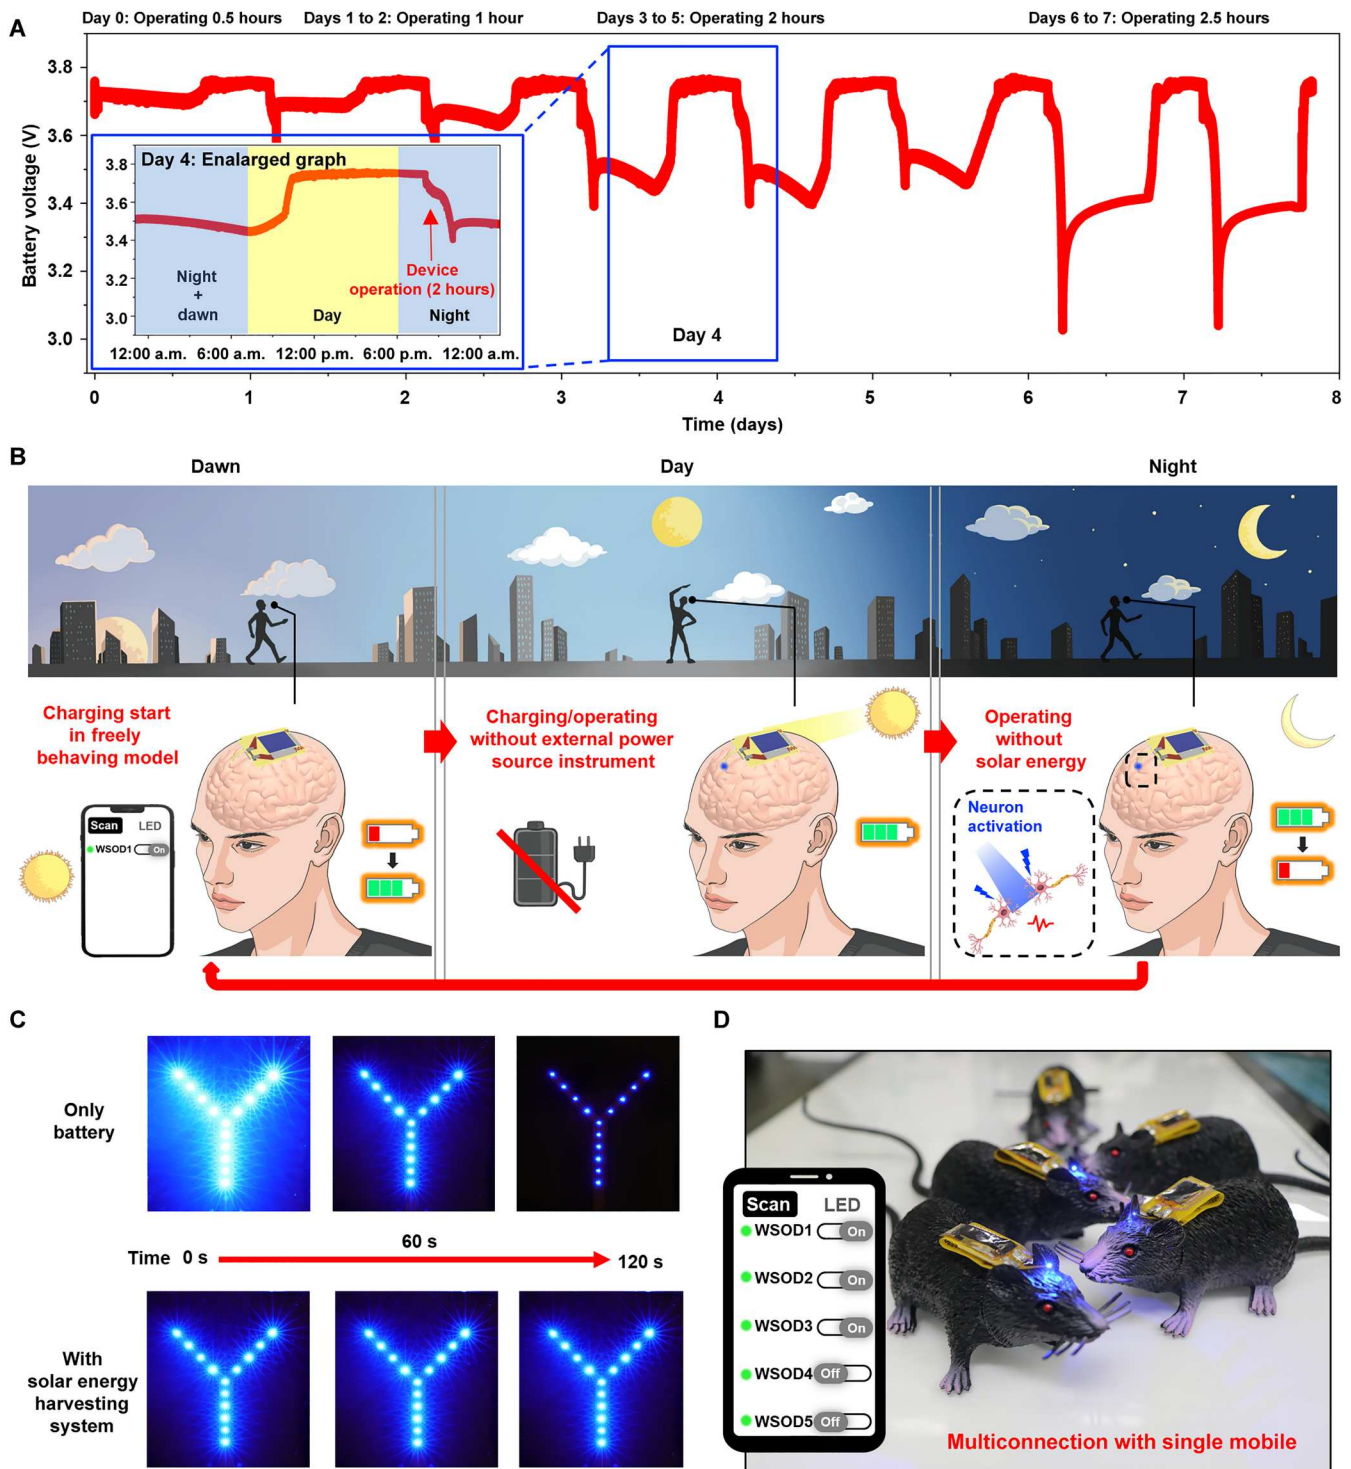 Day 0: Operating 0.5 hours
Days 1 to 2: Operating 1 hour
Days 3 to 5: Operating 2 hours
Days 6 to 7: Operating 2.5 hours
A
Battery voltage (V)
3.8
3.6
3.4
3.2
3.0
Day 4: Enalarged graph
3.8
3.6
3.4
3.2
3.0
Night
+
dawn
Day
Device
operation (2 hours)
Night
12:00 a.m.
6:00 a.m.
12:00 p.m.
6:00 p.m.
12:00 a.m.
Day 4
0
1
2
3
4
5
6
7
8
Time (days)
B
Dawn
Day
Night
Charging start
in freely
behaving model
Scan
LED
WSOD1
On
Charging/operating
without external power
source instrument
Operating
without
solar energy
Neuron
activation
C
Only
battery
Time
0 s
60 s
120 s
With
solar energy
harvesting
system
D
Scan
LED
WSOD1
On
WSOD2
On
WSOD3
On
WSOD4
Off
WSOD5
Off
Multiconnection with single mobile